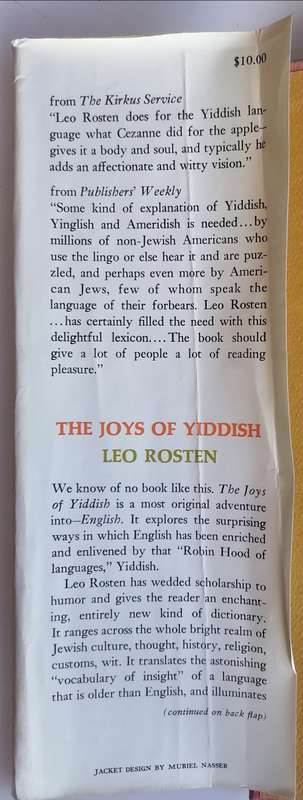 $10.00
from The Kirkus Service
“Leo Rosten does for the Yiddish lan-
guage what Cezanne did for the apple—
gives it a body and soul, and typically he
adds an affectionate and witty vision.”
from Publishers’ Weekly
“Some kind of explanation of Yiddish,
Yinglish and Ameridish is needed...by
millions of non-Jewish Americans who
use the lingo or else hear it and are puz-
zled, and perhaps even more by Ameri-
can Jews, few of whom speak the
language of their forbears. Leo Rosten
...has certainly filled the need with this
delightful lexicon....The book should
give a lot of people a lot of reading
pleasure.”
THE JOYS OF YIDDISH
LEO ROSTEN
We know of no book like this. The Joys
of Yiddish is a most original adventure
into—English. It explores the surprising
ways in which English has been enriched
and enlivened by that “Robin Hood of
languages,” Yiddish.
Leo Rosten has wedded scholarship to
humor and gives the reader an enchant-
ing, entirely new kind of dictionary.
It ranges across the whole bright realm of
Jewish culture, thought, history, religion,
customs, wit. It translates the astonishing
“vocabulary of insight” of a language
that is older than English, and illuminates
(continued on back flap)
JACKET DESIGN BY MURIEL NASSER